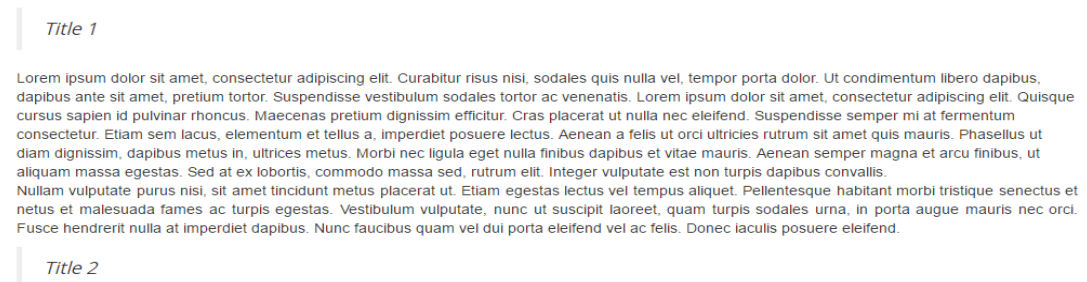 Title 1
Lorem ipsum dolor sit amet, consectetur adipiscing elit. Curabitur risus nisi, sodales quis nulla vel, tempor porta dolor. Ut condimentum libero dapibus,
dapibus ante sit amet, pretium tortor. Suspendisse vestibulum sodales tortor ac venenatis. Lorem ipsum dolor sit amet, consectetur adipiscing elit. Quisque
cursus sapien id pulvinar rhoncus. Maecenas pretium dignissim efficitur. Cras placerat ut nulla nec eleifend. Suspendisse semper mi at fermentum
consectetur. Etiam sem lacus, elementum et tellus a, imperdiet posuere lectus. Aenean a felis ut orci ultricies rutrum sit amet quis mauris. Phasellus ut
diam dignissim, dapibus metus in, ultrices metus. Morbi nec ligula eget nulla finibus dapibus et vitae mauris. Aenean semper magna et arcu finibus, ut
aliquam massa egestas. Sed at ex lobortis, commodo massa sed, rutrum elit. Integer vulputate est non turpis dapibus convallis.
Nullam vulputate purus nisi, sit amet tincidunt metus placerat ut. Etiam egestas lectus vel tempus aliquet. Pellentesque habitant morbi tristique senectus et
netus et malesuada fames ac turpis egestas. Vestibulum vulputate, nunc ut suscipit laoreet, quam turpis sodales urna, in porta augue mauris nec orci.
Fusce hendrerit nulla at imperdiet dapibus. Nunc faucibus quam vel dui porta eleifend vel ac felis. Donec iaculis posuere eleifend.
Title 2